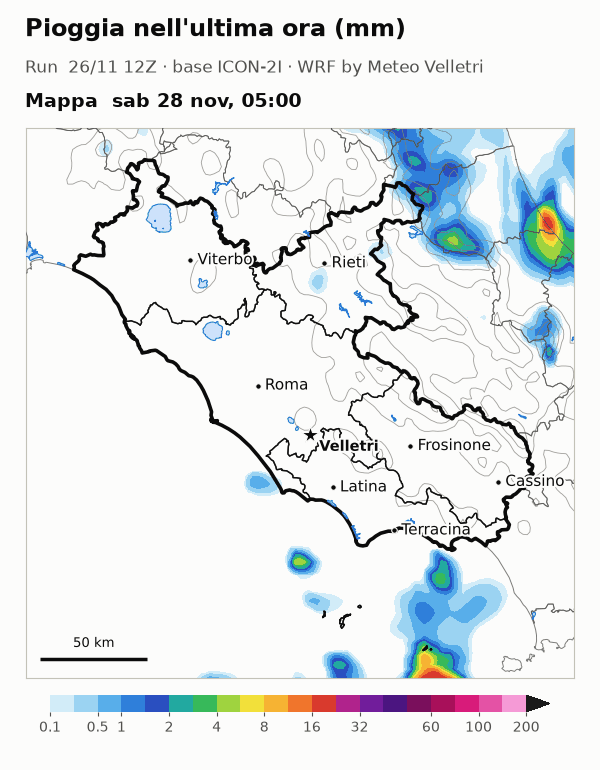 Pioggia nell'ultima ora (mm)
Run 26/11 12Z · base ICON-2I · WRF by Meteo Velletri
Mappa sab 28 nov, 05:00
Viterbo
Rieti
Roma
Velletri
Frosinone
Latina
Cassino
Terracina
50 km
0.1 0.5 1 2 4 8 16 32 60 100 200